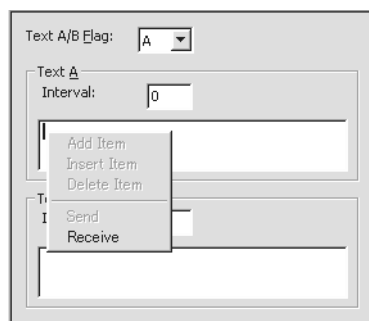 Text A/B Flag: A
Text A
Interval: 0
Add Item
Insert Item
Delete Item
Send
Receive